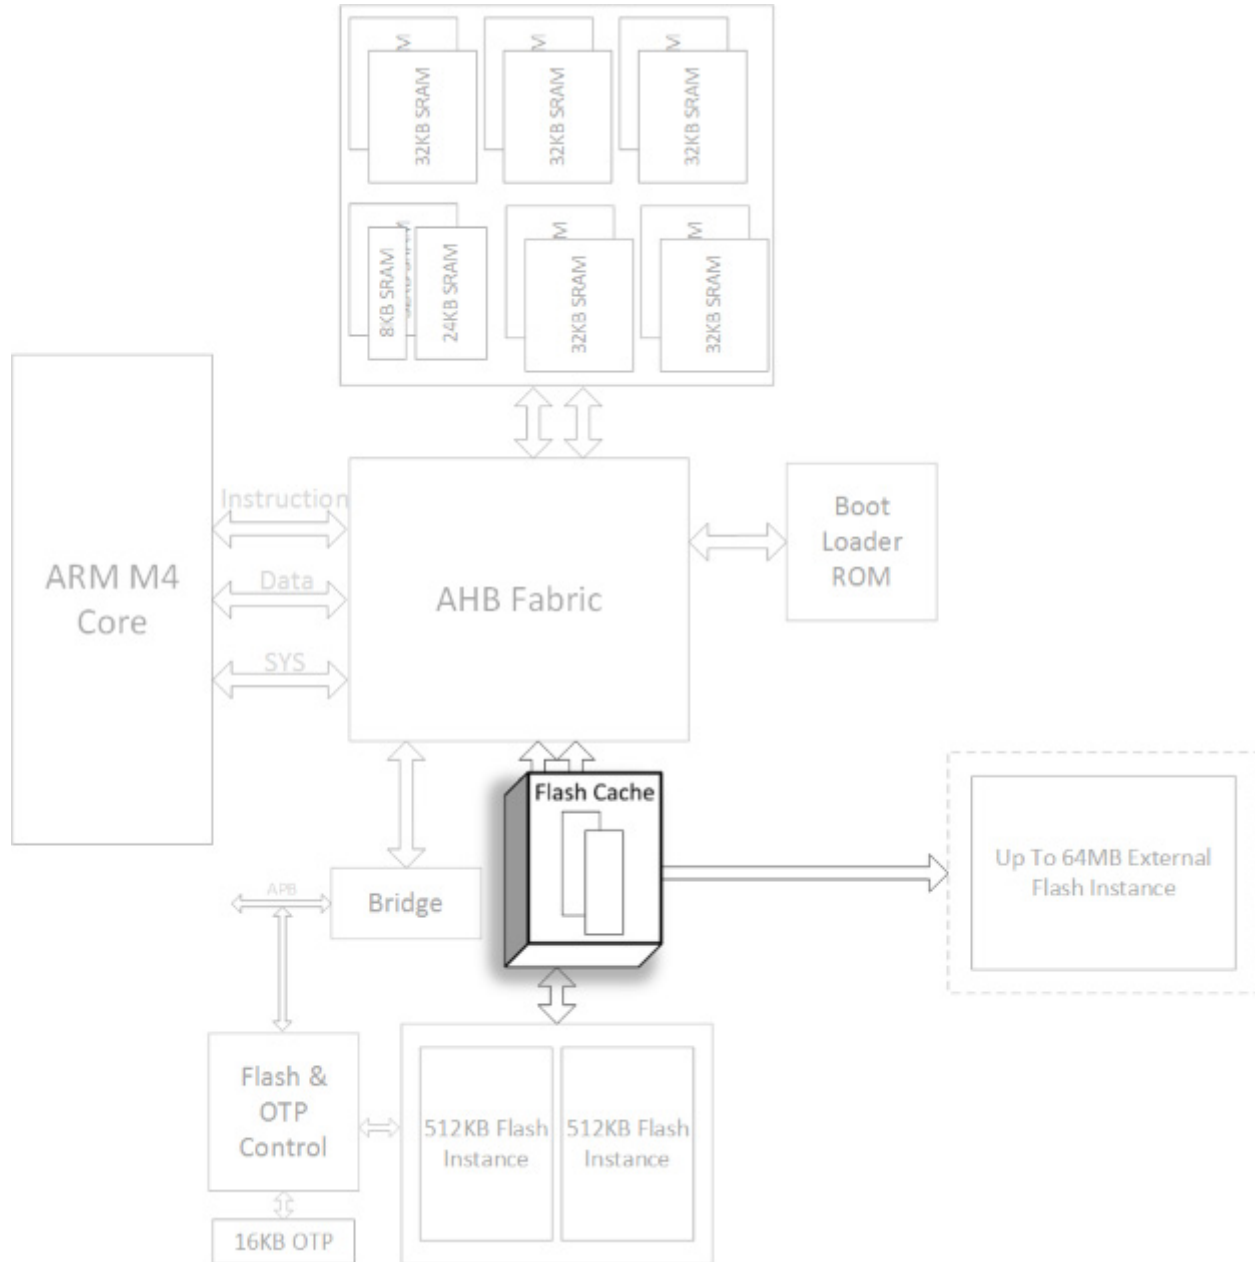 32KB SRAM
32KB SRAM
32KB SRAM
8KB SRAM
24KB SRAM
32KB SRAM
32KB SRAM
ARM M4
Core
Instruction
Data
SYS
AHB Fabric
Boot
Loader
ROM
Flash Cache
Up To 64MB External
Flash Instance
APB
Bridge
Flash &
OTP
Control
512KB Flash
Instance
512KB Flash
Instance
16KB OTP